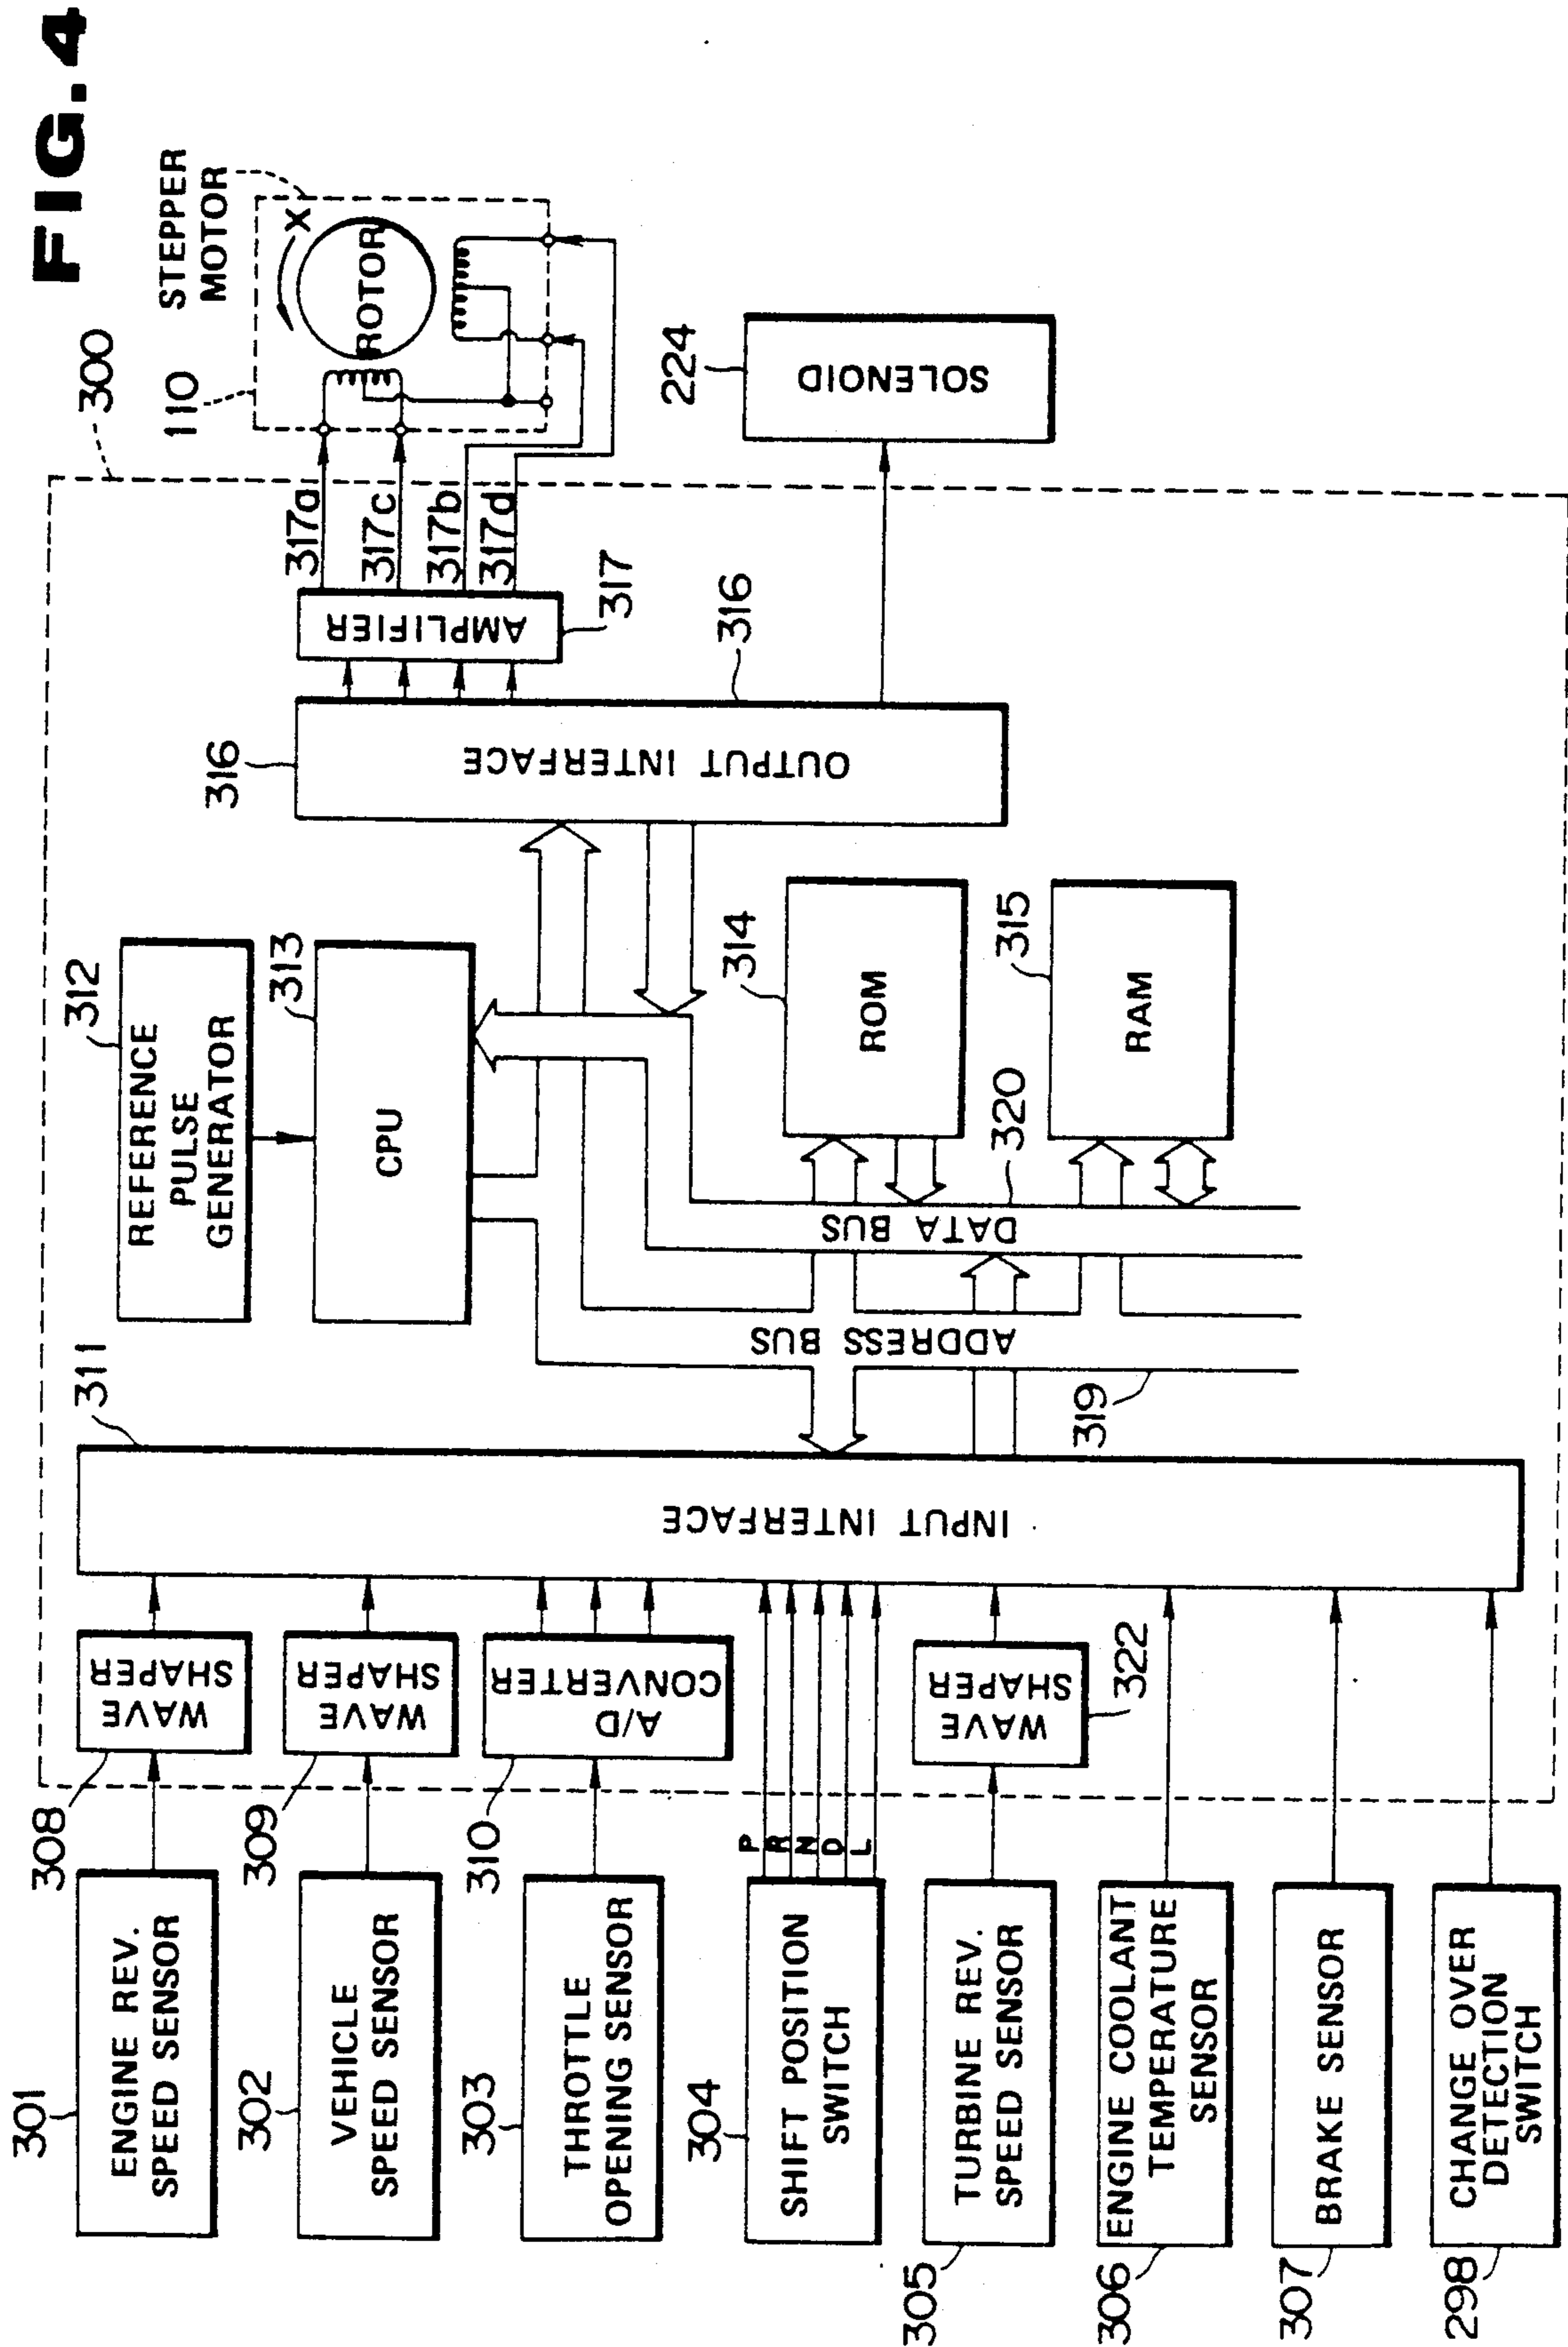 FIG.4
300
110
STEPPER
MOTOR
X
ROTOR
317a
317c
317b
317d
AMPLIFIER
317
224
SOLENOID
316
316
OUTPUT INTERFACE
312
REFERENCE
PULSE
GENERATOR
313
CPU
314
ROM
315
RAM
320
DATA BUS
ADDRESS BUS
319
311
INPUT INTERFACE
308
WAVE
SHAPER
309
WAVE
SHAPER
310
A/D
CONVERTER
P
R
N
D
L
WAVE
SHAPER
322
301
ENGINE REV.
SPEED SENSOR
302
VEHICLE
SPEED SENSOR
303
THROTTLE
OPENING SENSOR
304
SHIFT POSITION
SWITCH
305
TURBINE REV.
SPEED SENSOR
306
ENGINE COOLANT
TEMPERATURE
SENSOR
307
BRAKE SENSOR
298
CHANGE OVER
DETECTION
SWITCH